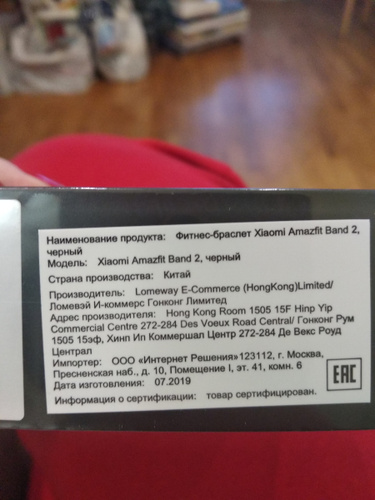 Наименование продукта: Фитнес-браслет Xiaomi Amazfit Band 2,
черный
Модель: Xiaomi Amazfit Band 2, черный
Страна производства: Китай
Производитель: Lomeway E-Commerce (HongKong)Limited/
Ломевэй И-коммерс Гонконг Лимитед
Адрес производителя: Hong Kong Room 1505 15F Hinp Yip
Commercial Centre 272-284 Des Voeux Road Central/ Гонконг Рум
1505 15эф, Хинп Ип Коммершал Центр 272-284 Де Векс Роуд
Централ
Импортер: ООО «Интернет Решения»123112, г. Москва,
Пресненская наб., д. 10, Помещение I, эт. 41, комн. 6
Дата изготовления: 07.2019
Информация о сертификации: товар сертифицирован.
EAC